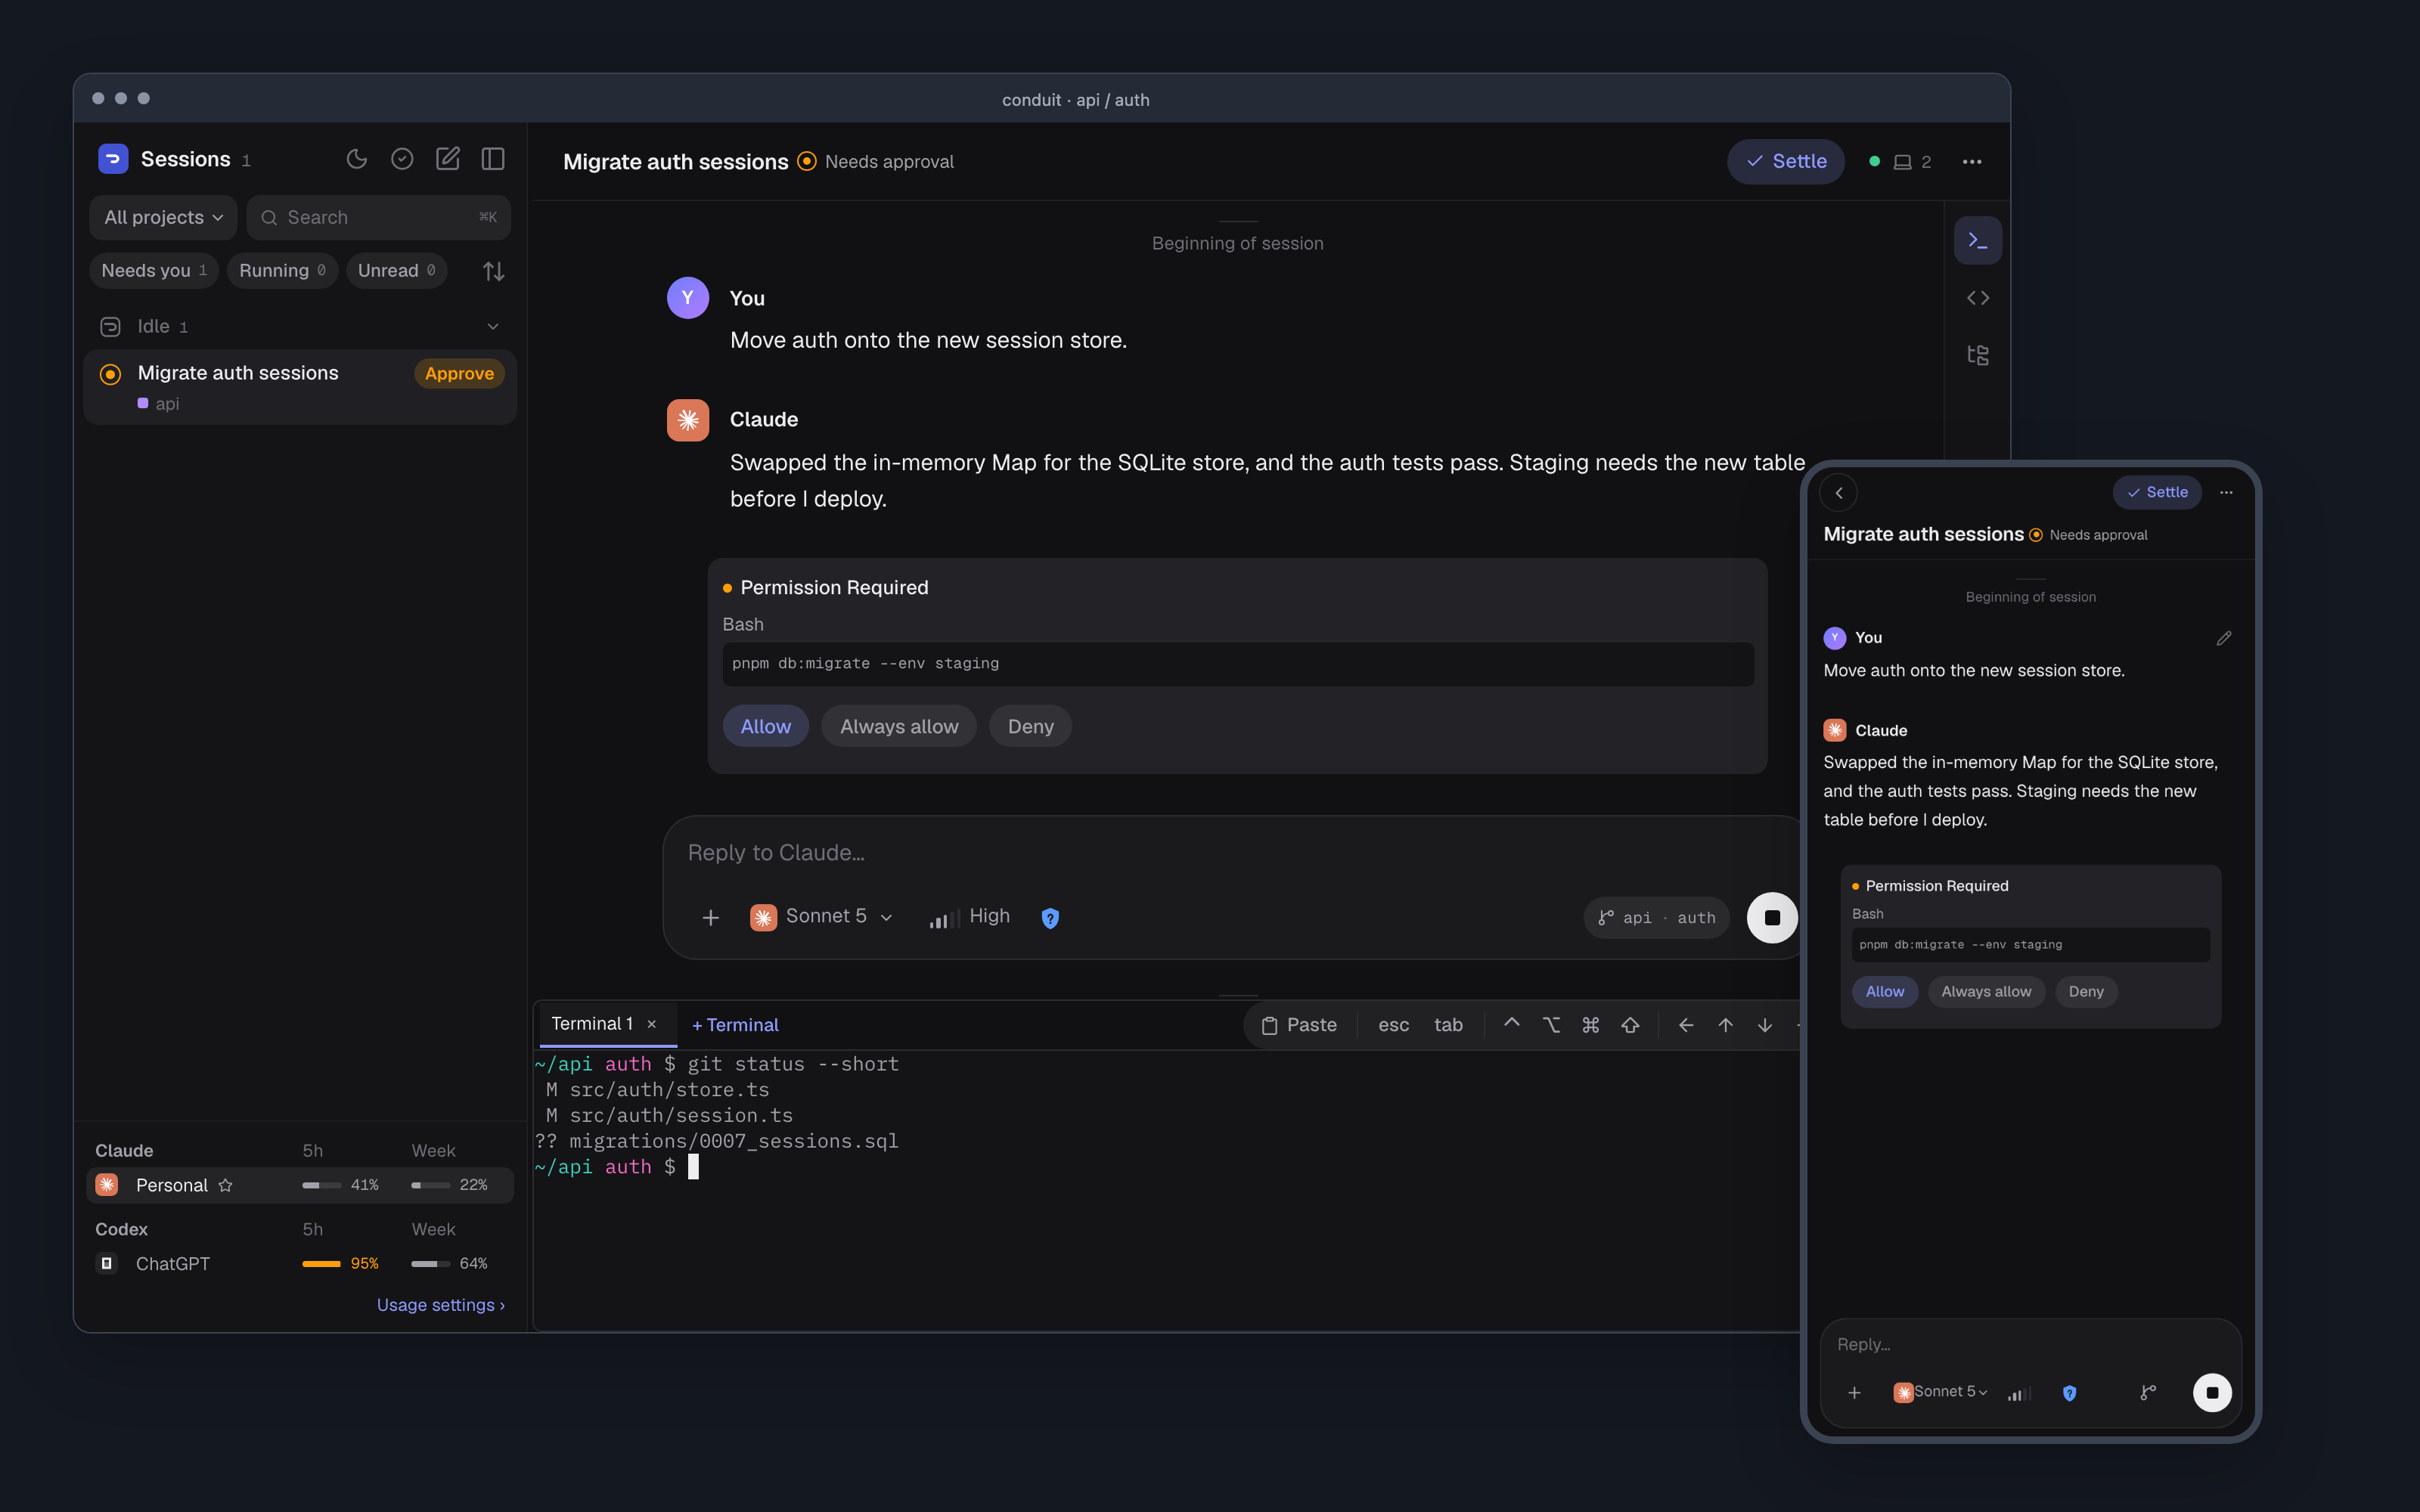 conduit · api / auth
Sessions 1
All projects
Search ⌘K
Needs you 1 Running 0 Unread 0
Idle 1
Migrate auth sessions Approve
api
Claude 5h Week
Personal 41% 22%
Codex 5h Week
ChatGPT 95% 64%
Usage settings ›
Migrate auth sessions Needs approval
Settle 2
Beginning of session
Y You
Move auth onto the new session store.
Claude
Swapped the in-memory Map for the SQLite store, and the auth tests pass. Staging needs the new table
before I deploy.
Permission Required
Bash
pnpm db:migrate --env staging
Allow Always allow Deny
Reply to Claude...
Sonnet 5 High api · auth
Terminal 1 × + Terminal Paste esc tab
~/api auth $ git status --short
M src/auth/store.ts
M src/auth/session.ts
?? migrations/0007_sessions.sql
~/api auth $
Settle
Migrate auth sessions Needs approval
Beginning of session
Y You
Move auth onto the new session store.
Claude
Swapped the in-memory Map for the SQLite store,
and the auth tests pass. Staging needs the new
table before I deploy.
Permission Required
Bash
pnpm db:migrate --env staging
Allow Always allow Deny
Reply...
Sonnet 5